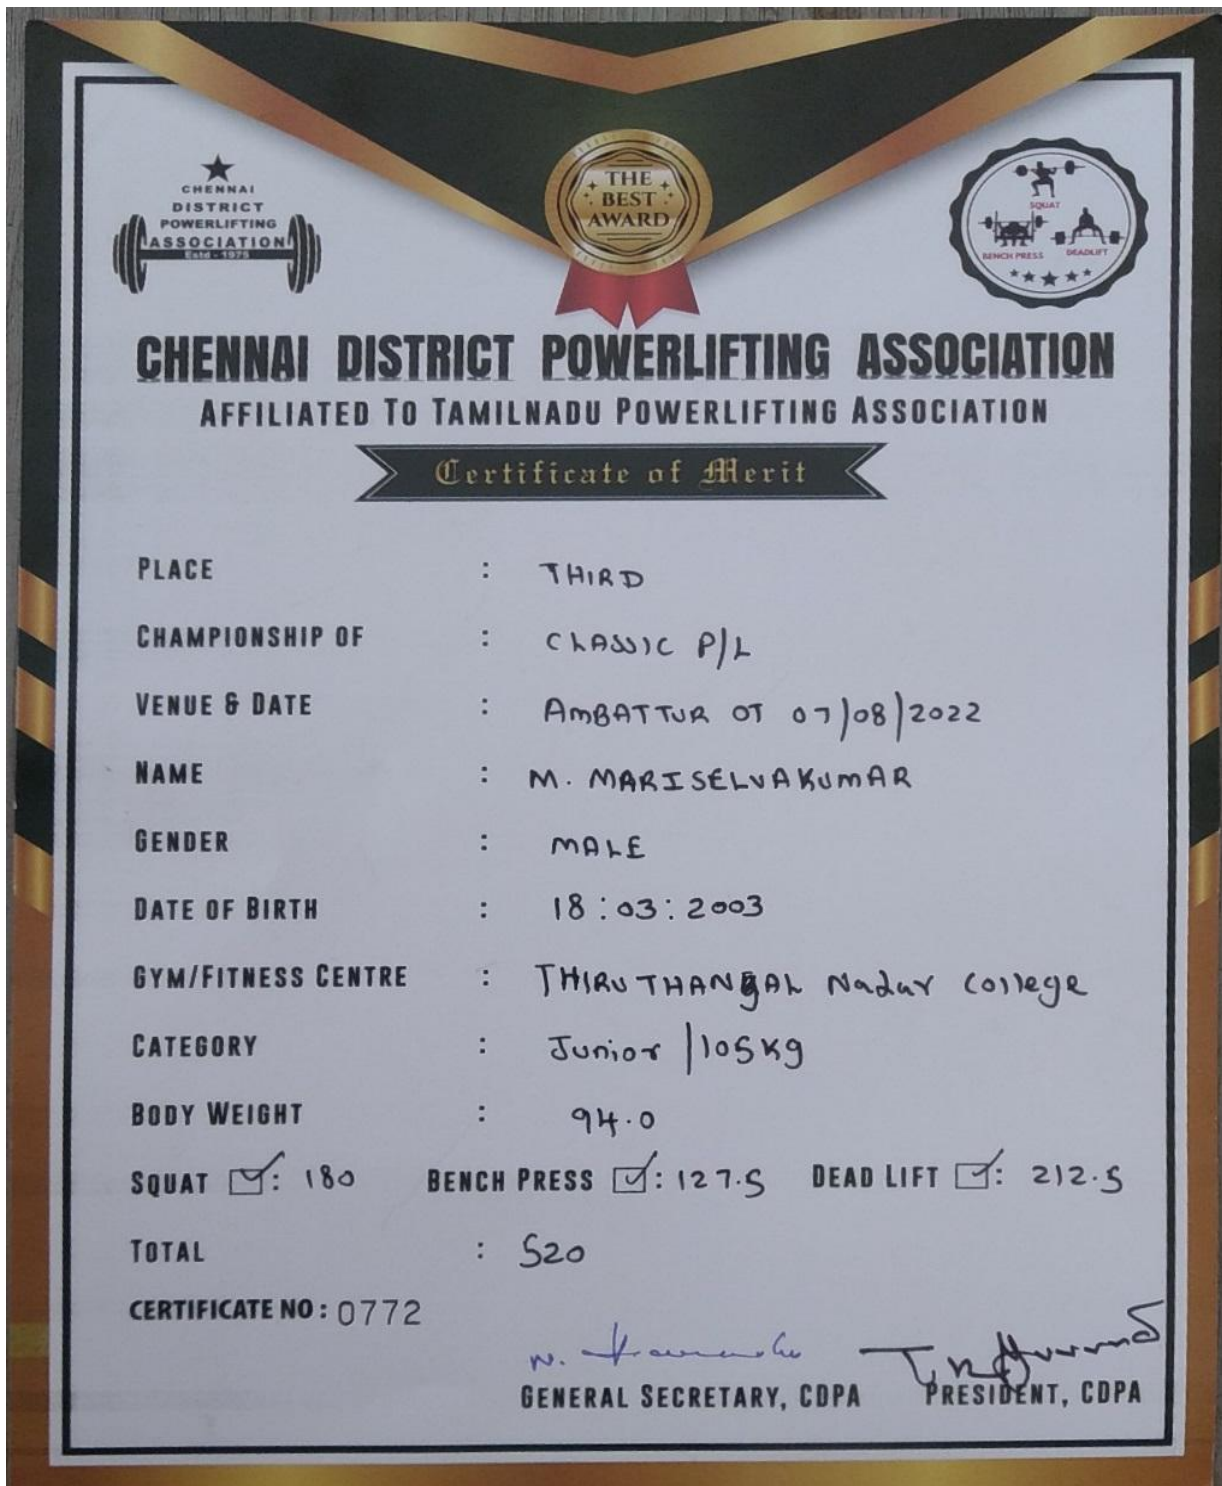 CHENNAI
DISTRICT
POWERLIFTING
ASSOCIATION
Estd - 1975
THE
BEST
AWARD
SQUAT
BENCH PRESS
DEADLIFT
CHENNAI DISTRICT POWERLIFTING ASSOCIATION
AFFILIATED TO TAMILNADU POWERLIFTING ASSOCIATION
Certificate of Merit
PLACE : THIRD
CHAMPIONSHIP OF : CLASSIC P/L
VENUE & DATE : AMBATTUR OT 07/08/2022
NAME : M. MARISELVAKUMAR
GENDER : MALE
DATE OF BIRTH : 18:03:2003
GYM/FITNESS CENTRE : THIRUTHANGAL Nadar College
CATEGORY : Junior /105kg
BODY WEIGHT : 94.0
SQUAT ☑: 180 BENCH PRESS ☑: 127.5 DEAD LIFT ☑: 212.5
TOTAL : 520
CERTIFICATE NO : 0772
GENERAL SECRETARY, CDPA PRESIDENT, CDPA